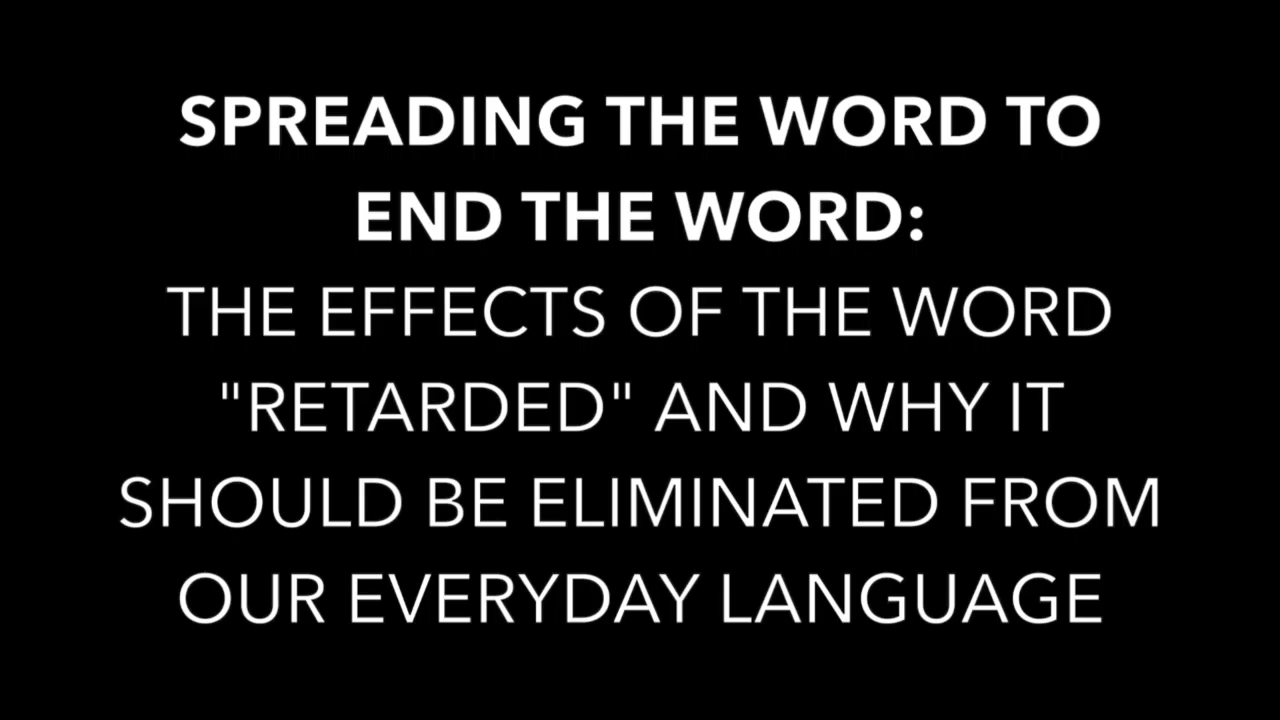 SPREADING THE WORD TO
END THE WORD:
THE EFFECTS OF THE WORD
"RETARDED" AND WHY IT
SHOULD BE ELIMINATED FROM
OUR EVERYDAY LANGUAGE